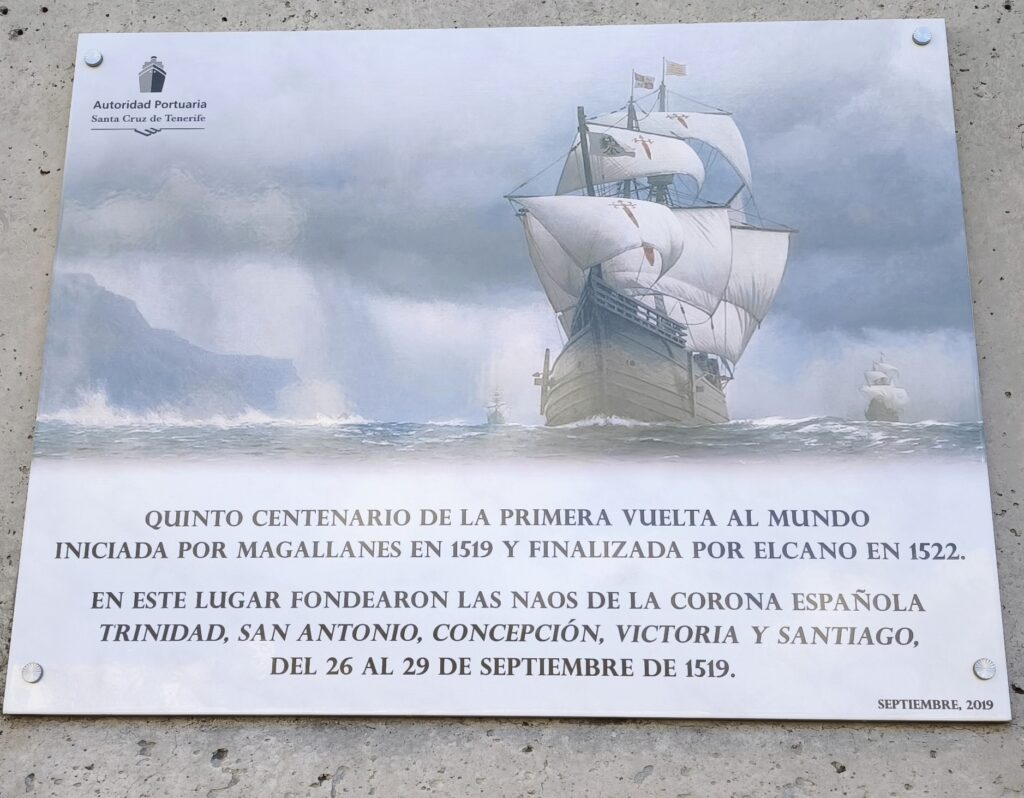 Autoridad Portuaria
Santa Cruz de Tenerife
QUINTO CENTENARIO DE LA PRIMERA VUELTA AL MUNDO
INICIADA POR MAGALLANES EN 1519 Y FINALIZADA POR ELCANO EN 1522.
EN ESTE LUGAR FONDEARON LAS NAOS DE LA CORONA ESPAÑOLA
TRINIDAD, SAN ANTONIO, CONCEPCIÓN, VICTORIA Y SANTIAGO,
DEL 26 AL 29 DE SEPTIEMBRE DE 1519.
SEPTIEMBRE, 2019